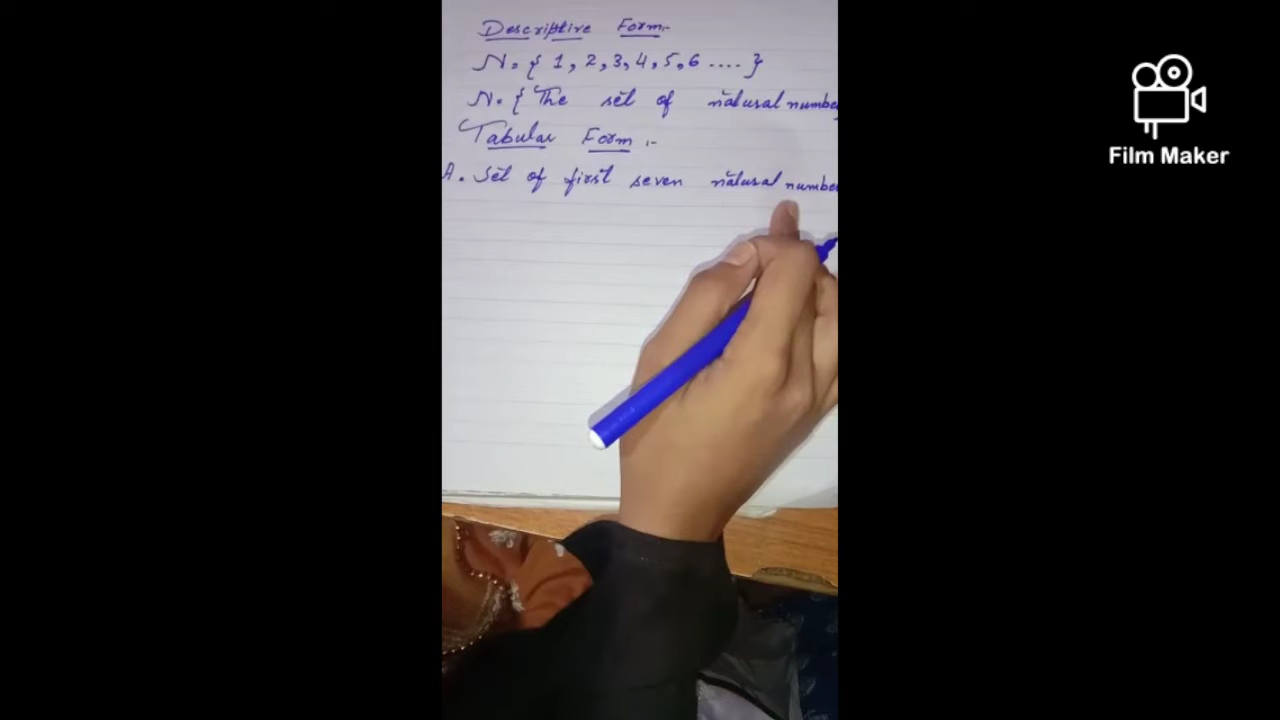 Descriptive Form:-
N = { 1, 2, 3, 4, 5, 6 .... }
N = { The set of natural number
Tabular Form :-
A = Set of first seven natural number
Film Maker